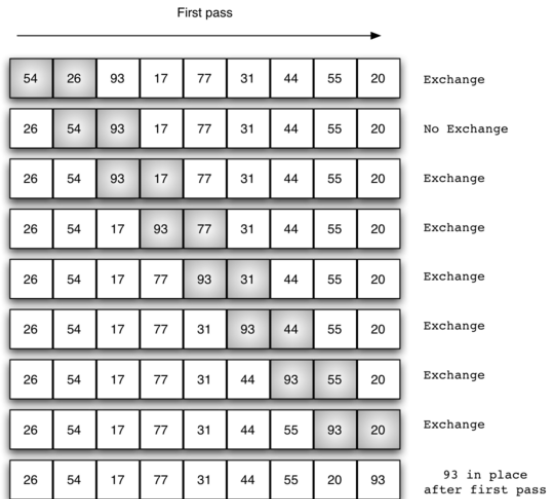 First pass
54 26 93 17 77 31 44 55 20 Exchange
26 54 93 17 77 31 44 55 20 No Exchange
26 54 93 17 77 31 44 55 20 Exchange
26 54 17 93 77 31 44 55 20 Exchange
26 54 17 77 93 31 44 55 20 Exchange
26 54 17 77 31 93 44 55 20 Exchange
26 54 17 77 31 44 93 55 20 Exchange
26 54 17 77 31 44 55 93 20 Exchange
26 54 17 77 31 44 55 20 93 93 in place
after first pass